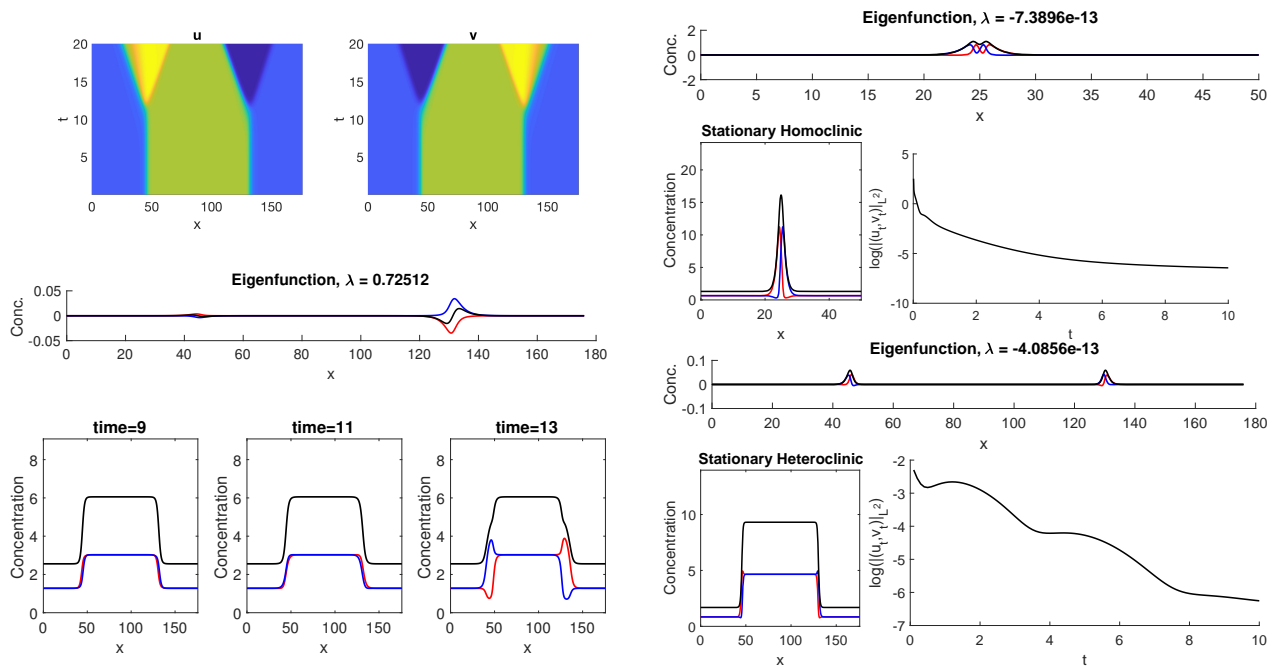 u
v
20
15
10
5
t
0 50 100 150
x
0 50 100 150
x
Eigenfunction, λ = 0.72512
Conc.
0.05
0
-0.05
0 20 40 60 80 100 120 140 160 180
x
time=9
time=11
time=13
Concentration
8
6
4
2
0
0 50 100 150
x
Concentration
8
6
4
2
0
0 50 100 150
x
Concentration
8
6
4
2
0
0 50 100 150
x
Eigenfunction, λ = -7.3896e-13
Conc.
2
0
-2
0 5 10 15 20 25 30 35 40 45 50
x
Stationary Homoclinic
Concentration
20
15
10
5
0
0 20 40
x
log(|(u_t,v_t)|_{L^2})
5
0
-5
-10
0 2 4 6 8 10
t
Eigenfunction, λ = -4.0856e-13
Conc.
0.1
0
-0.1
0 20 40 60 80 100 120 140 160 180
x
Stationary Heteroclinic
Concentration
10
5
0
0 50 100 150
x
log(|(u_t,v_t)|_{L^2})
-2
-3
-4
-5
-6
-7
0 2 4 6 8 10
t